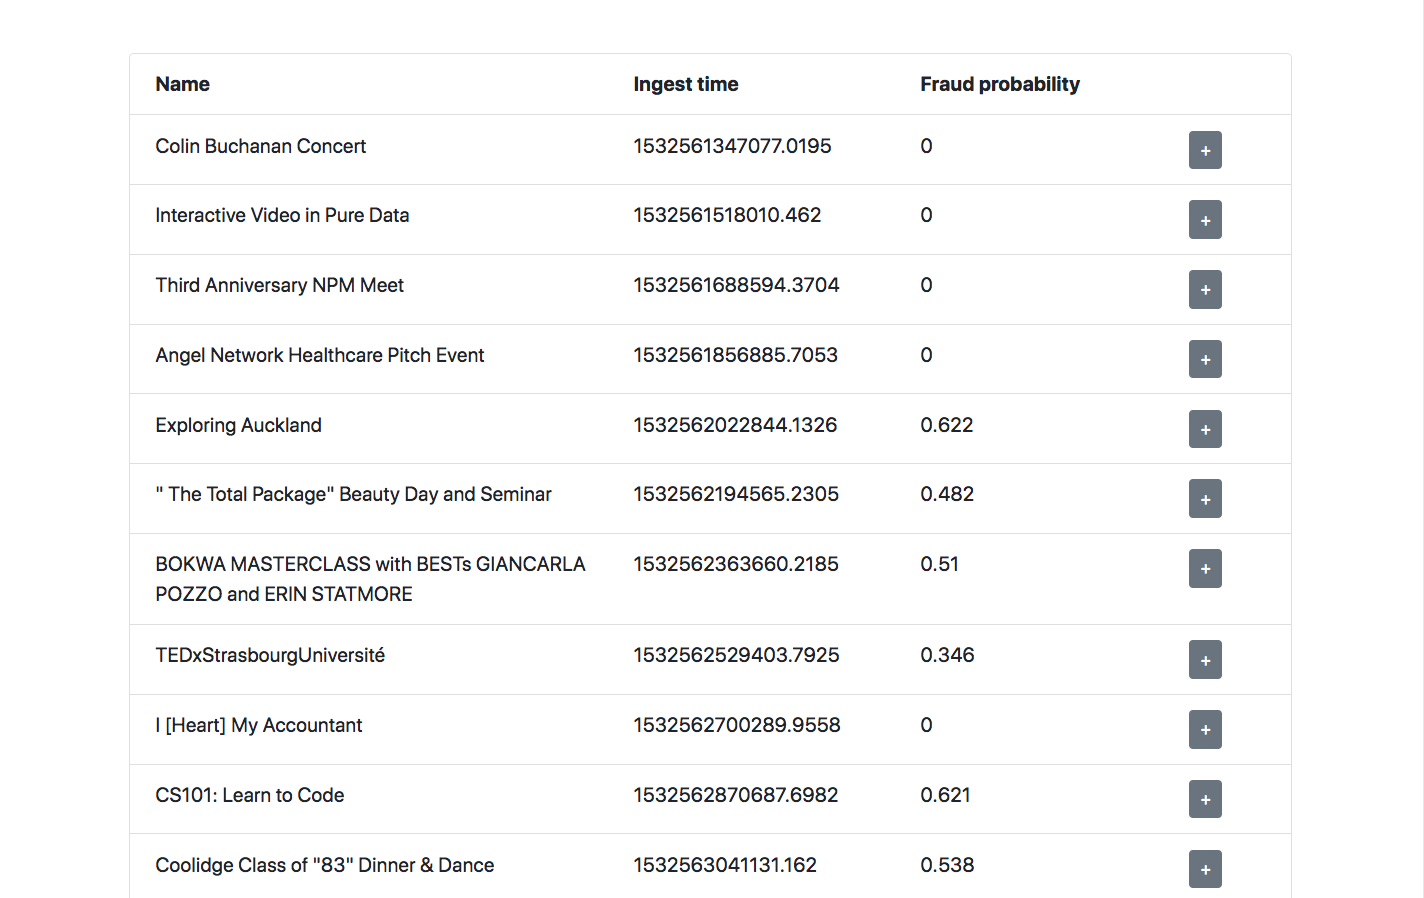 Name Ingest time Fraud probability
Colin Buchanan Concert 1532561347077.0195 0 +
Interactive Video in Pure Data 1532561518010.462 0 +
Third Anniversary NPM Meet 1532561688594.3704 0 +
Angel Network Healthcare Pitch Event 1532561856885.7053 0 +
Exploring Auckland 1532562022844.1326 0.622 +
" The Total Package" Beauty Day and Seminar 1532562194565.2305 0.482 +
BOKWA MASTERCLASS with BESTs GIANCARLA 1532562363660.2185 0.51 +
POZZO and ERIN STATMORE
TEDxStrasbourgUniversité 1532562529403.7925 0.346 +
I [Heart] My Accountant 1532562700289.9558 0 +
CS101: Learn to Code 1532562870687.6982 0.621 +
Coolidge Class of "83" Dinner & Dance 1532563041131.162 0.538 +